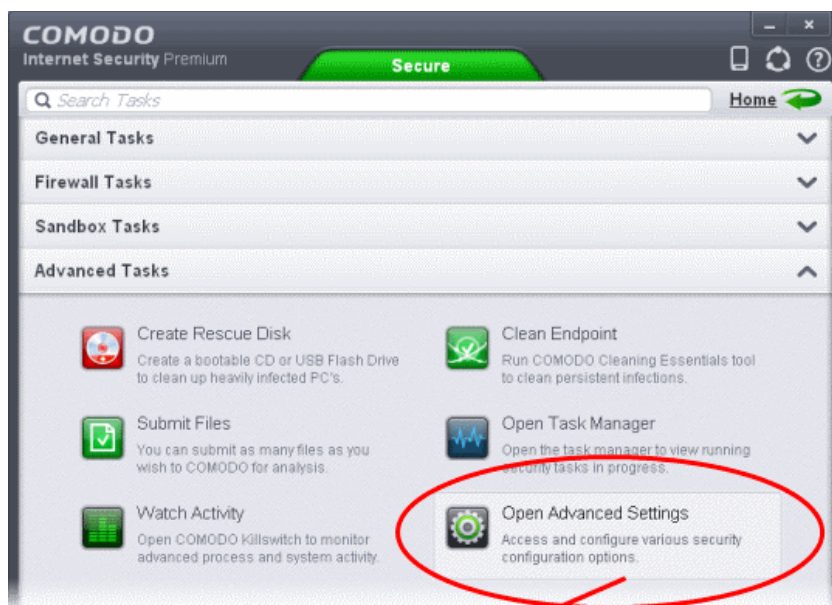 COMODO
Internet Security Premium
Secure
Search Tasks
Home
General Tasks
Firewall Tasks
Sandbox Tasks
Advanced Tasks
Create Rescue Disk
Create a bootable CD or USB Flash Drive
to clean up heavily infected PC's.
Clean Endpoint
Run COMODO Cleaning Essentials tool
to clean persistent infections.
Submit Files
You can submit as many files as you
wish to COMODO for analysis.
Open Task Manager
Open the task manager to view running
security tasks in progress.
Watch Activity
Open COMODO Killswitch to monitor
advanced process and system activity.
Open Advanced Settings
Access and configure various security
configuration options.